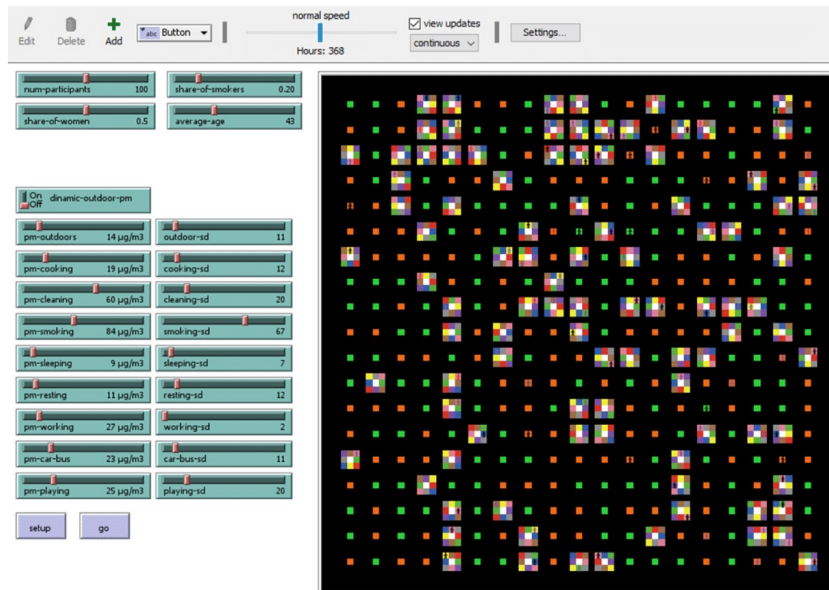 normal speed
view updates
Edit Delete Add abc Button continuous Settings...
Hours: 368
num-participants 100 share-of-smokers 0.20
share-of-women 0.5 average-age 43
On
Off dinamic-outdoor-pm
pm-outdoors 14 µg/m3 outdoor-sd 11
pm-cooking 19 µg/m3 cooking-sd 12
pm-cleaning 60 µg/m3 cleaning-sd 20
pm-smoking 84 µg/m3 smoking-sd 67
pm-sleeping 9 µg/m3 sleeping-sd 7
pm-resting 11 µg/m3 resting-sd 12
pm-working 27 µg/m3 working-sd 2
pm-car-bus 23 µg/m3 car-bus-sd 11
pm-playing 25 µg/m3 playing-sd 20
setup go